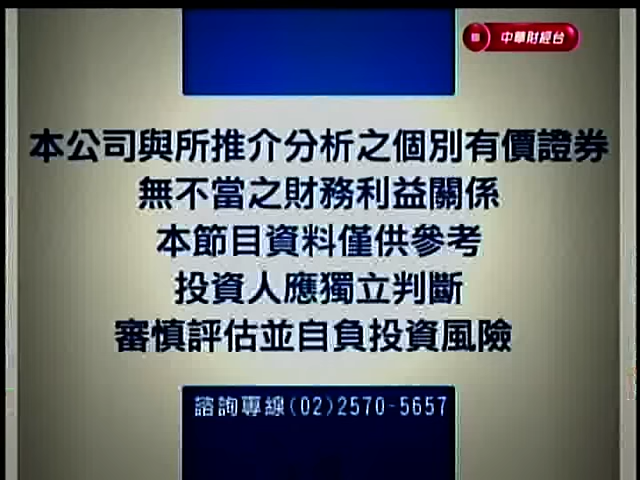 中華財經台
本公司與所推介分析之個別有價證券
無不當之財務利益關係
本節目資料僅供參考
投資人應獨立判斷
審慎評估並自負投資風險
諮詢專線(02)2570-5657